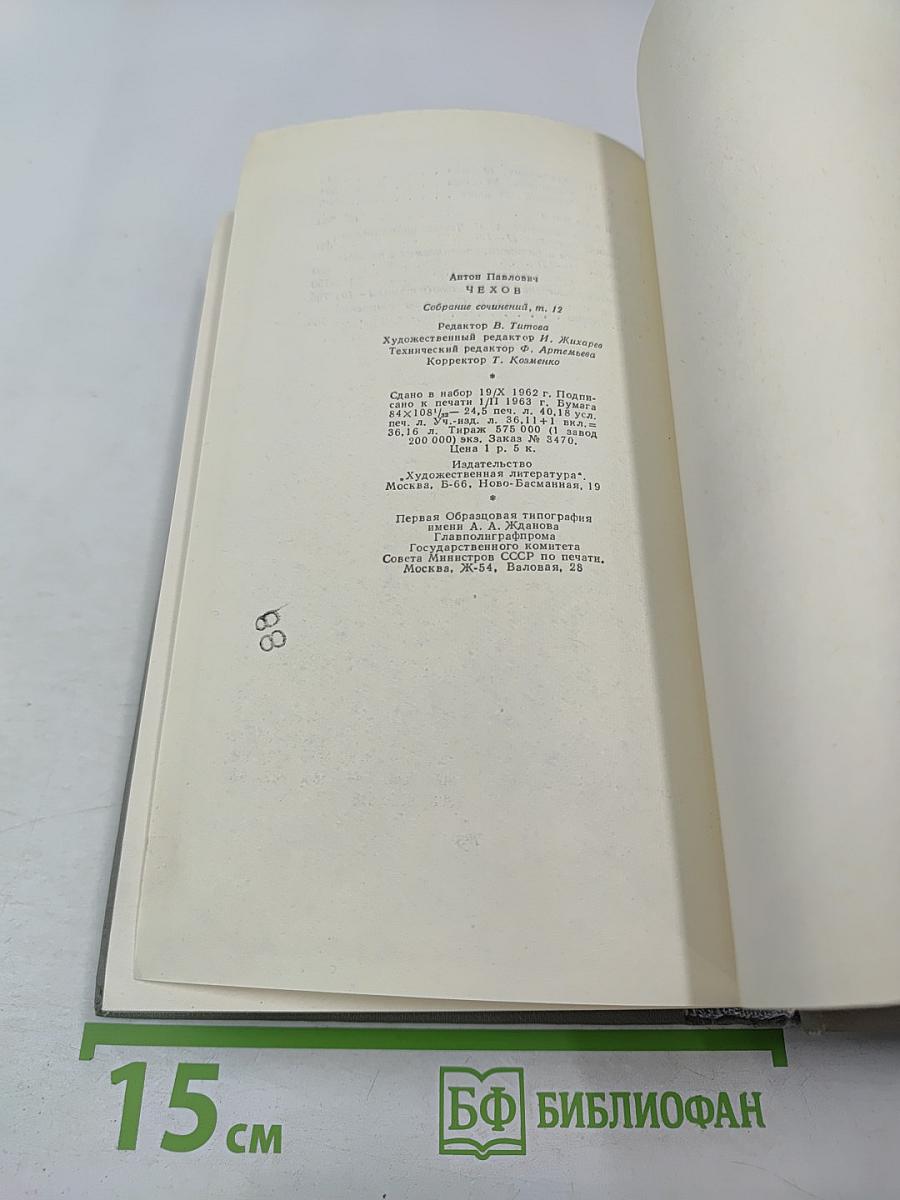 Антон Павлович
ЧЕХОВ
Собрание сочинений, т. 12
Редактор В. Титова
Художественный редактор И. Жихарев
Технический редактор Ф. Артемьева
Корректор Т. Козменко
*
Сдано в набор 19/X 1962 г. Подпи-
сано к печати 1/II 1963 г. Бумага
84×108¹/₃₂— 24,5 печ. л. 40,18 усл.
печ. л. Уч.-изд. л. 36,11+1 вкл.=
36,16 л. Тираж 575 000 (1 завод
200 000) экз. Заказ № 3470.
Цена 1 р. 5 к.
Издательство
„Художественная литература“.
Москва, Б-66, Ново-Басманная, 19
*
Первая Образцовая типография
имени А. А. Жданова
Главполиграфпрома
Государственного комитета
Совета Министров СССР по печати.
Москва, Ж-54, Валовая, 28
15 см
БФ БИБЛИОФАН